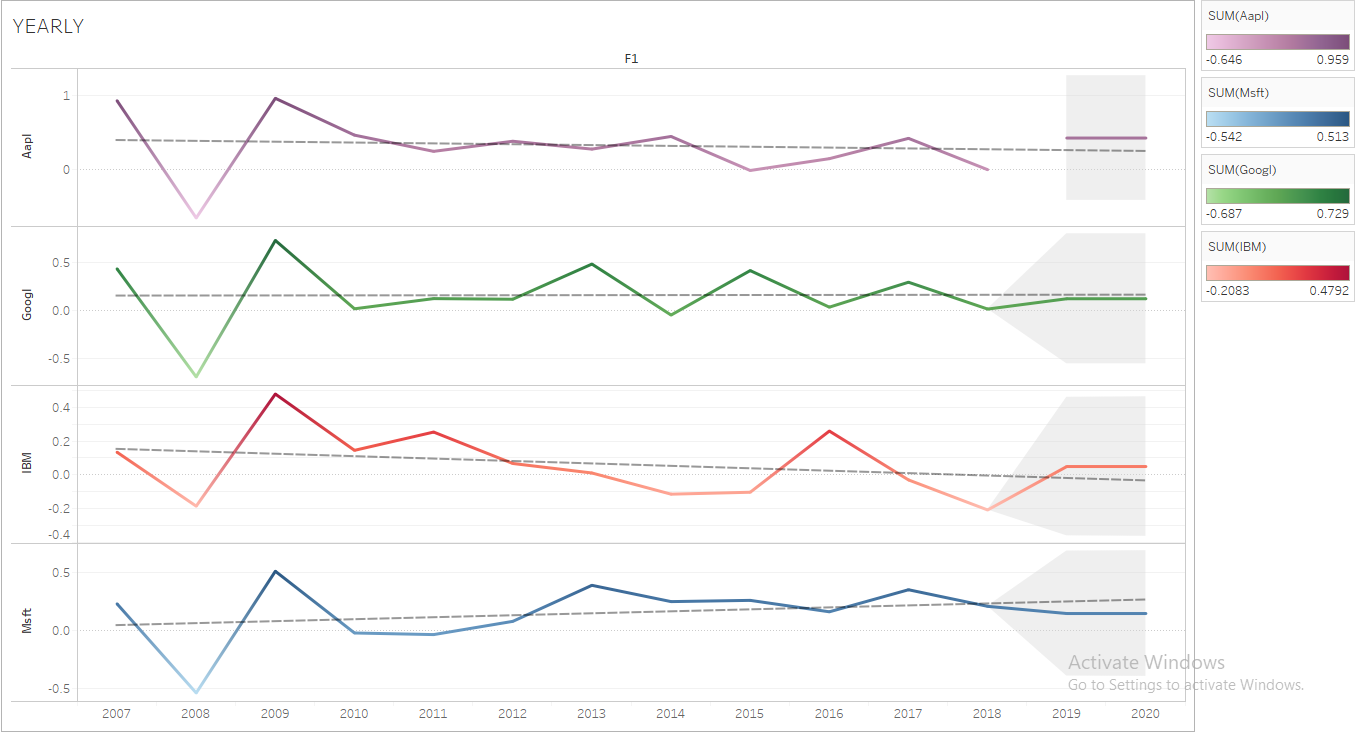 YEARLY
F1
Aapl
1
0
Googl
0.5
0.0
-0.5
IBM
0.4
0.2
0.0
-0.2
-0.4
Msft
0.5
0.0
-0.5
2007 2008 2009 2010 2011 2012 2013 2014 2015 2016 2017 2018 2019 2020
SUM(Aapl)
-0.646 0.959
SUM(Msft)
-0.542 0.513
SUM(Googl)
-0.687 0.729
SUM(IBM)
-0.2083 0.4792
Activate Windows
Go to Settings to activate Windows.